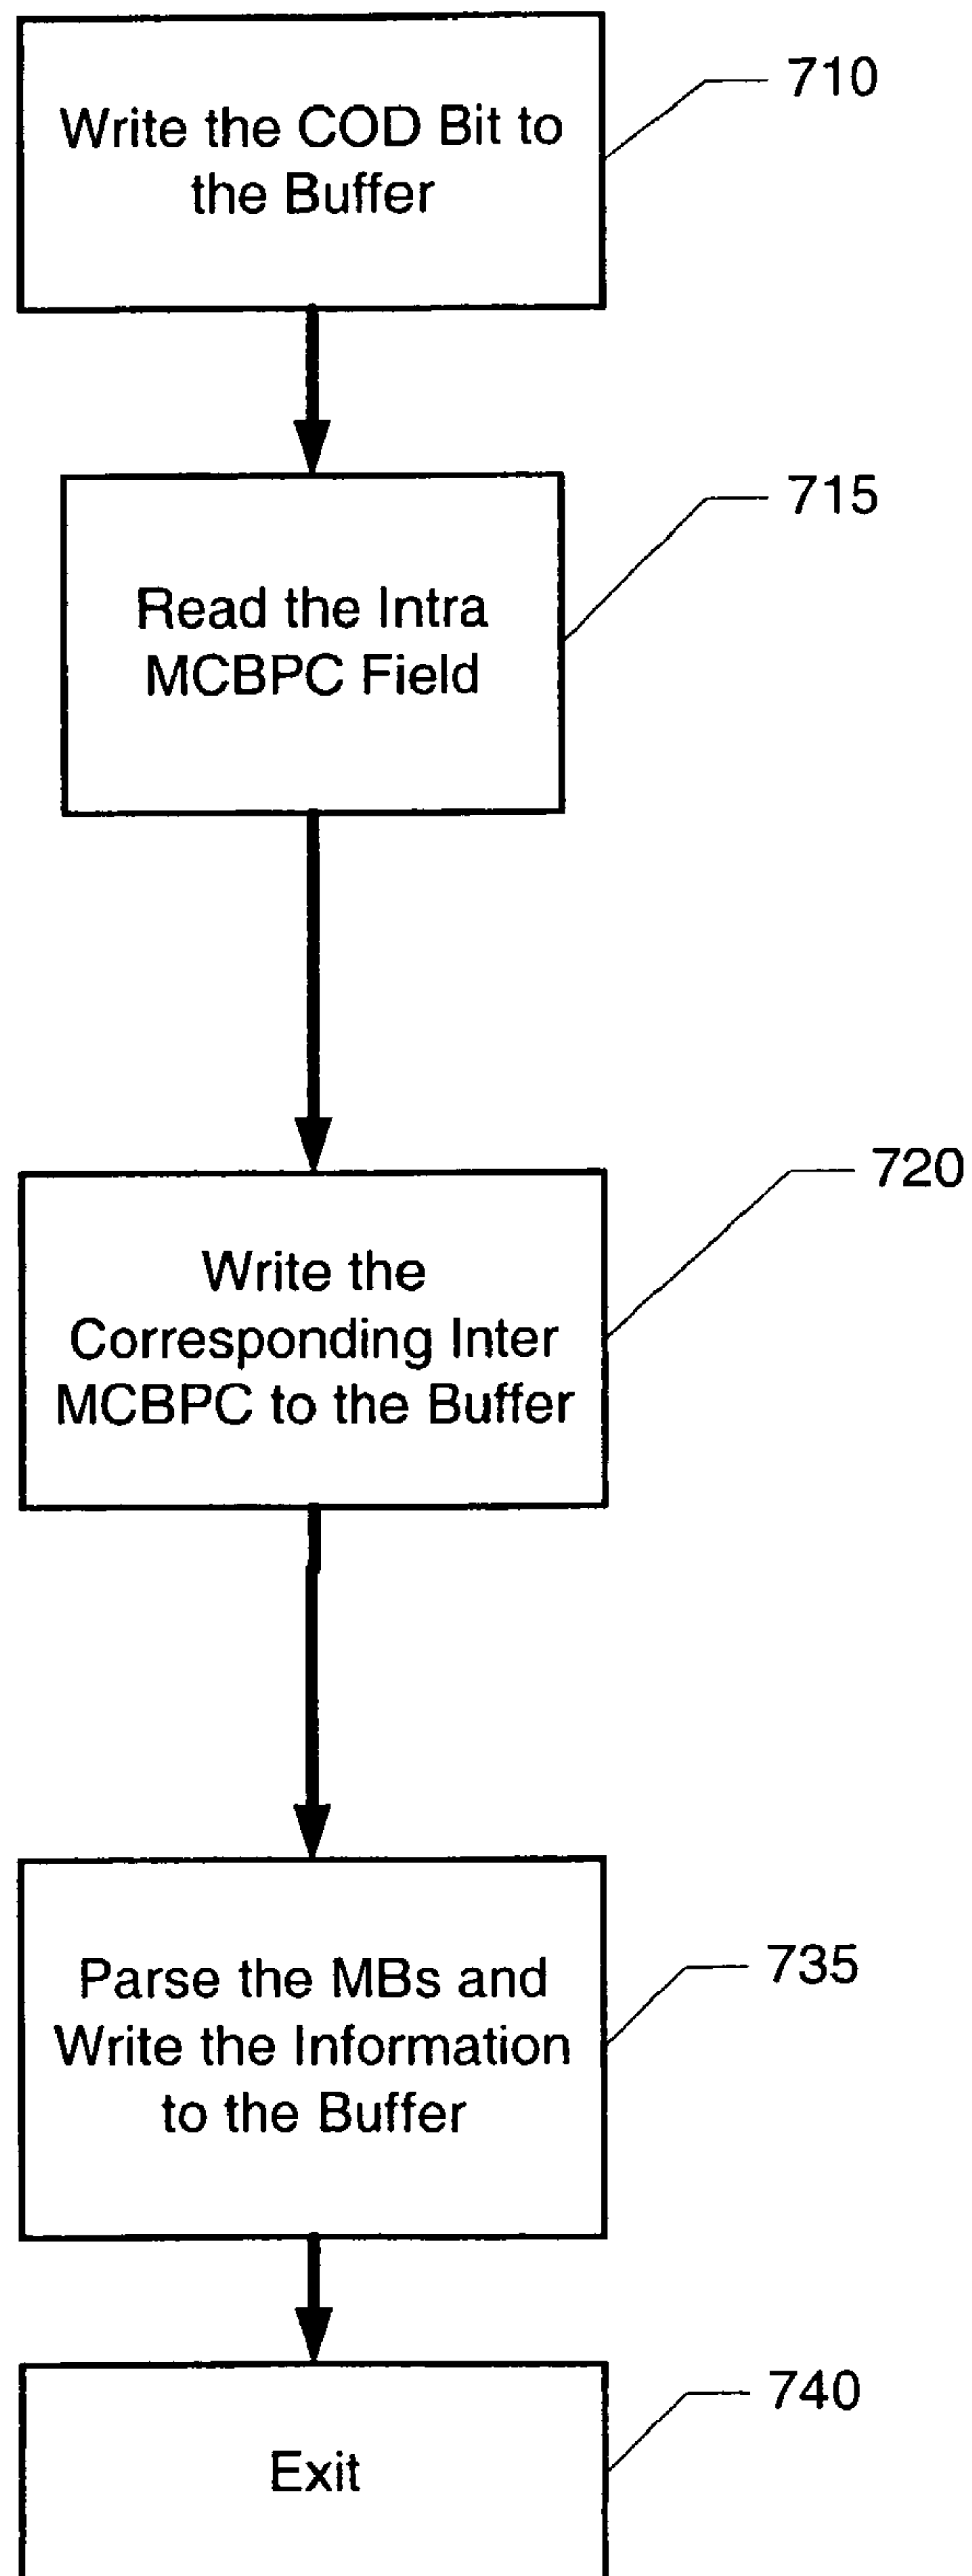 Write the COD Bit to
the Buffer
710
Read the Intra
MCBPC Field
715
Write the
Corresponding Inter
MCBPC to the Buffer
720
Parse the MBs and
Write the Information
to the Buffer
735
Exit
740